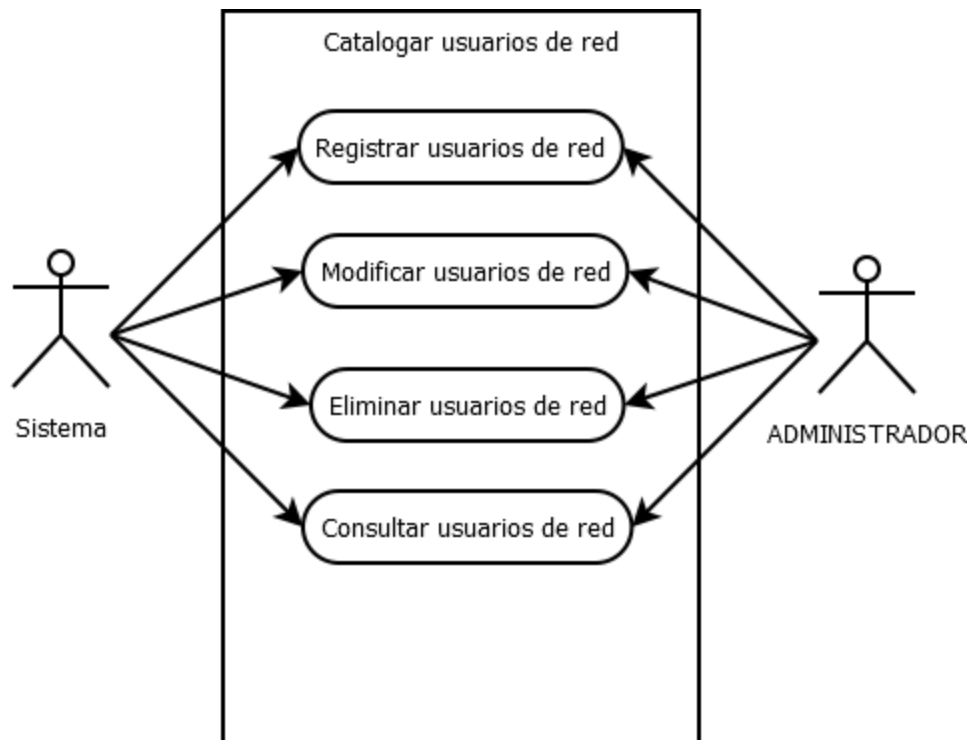 Catalogar usuarios de red
Registrar usuarios de red
Modificar usuarios de red
Eliminar usuarios de red
Consultar usuarios de red
Sistema
ADMINISTRADOR